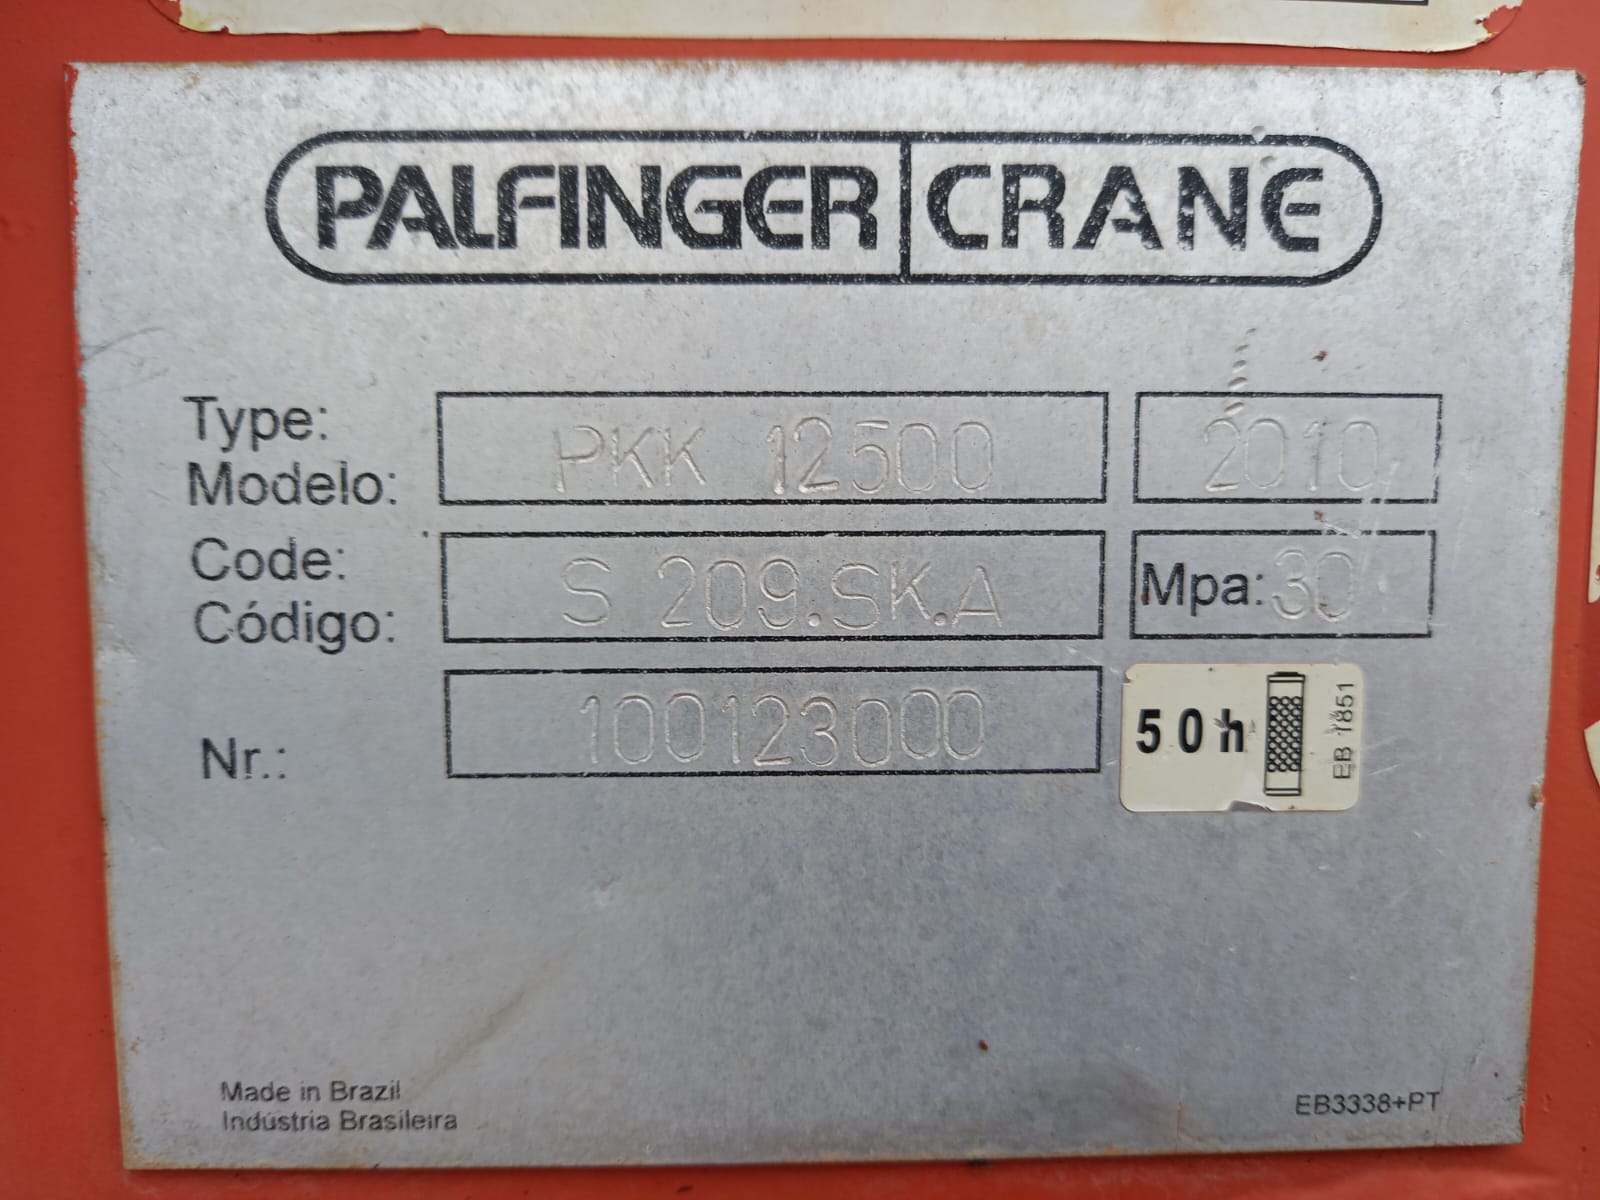 PALFINGER CRANE
Type:
Modelo:
PKK 12500
2010
Code:
Código:
S 209.SK.A
Mpa: 30
Nr.:
100123000
50h
EB 1851
Made in Brazil
Indústria Brasileira
EB3338+PT